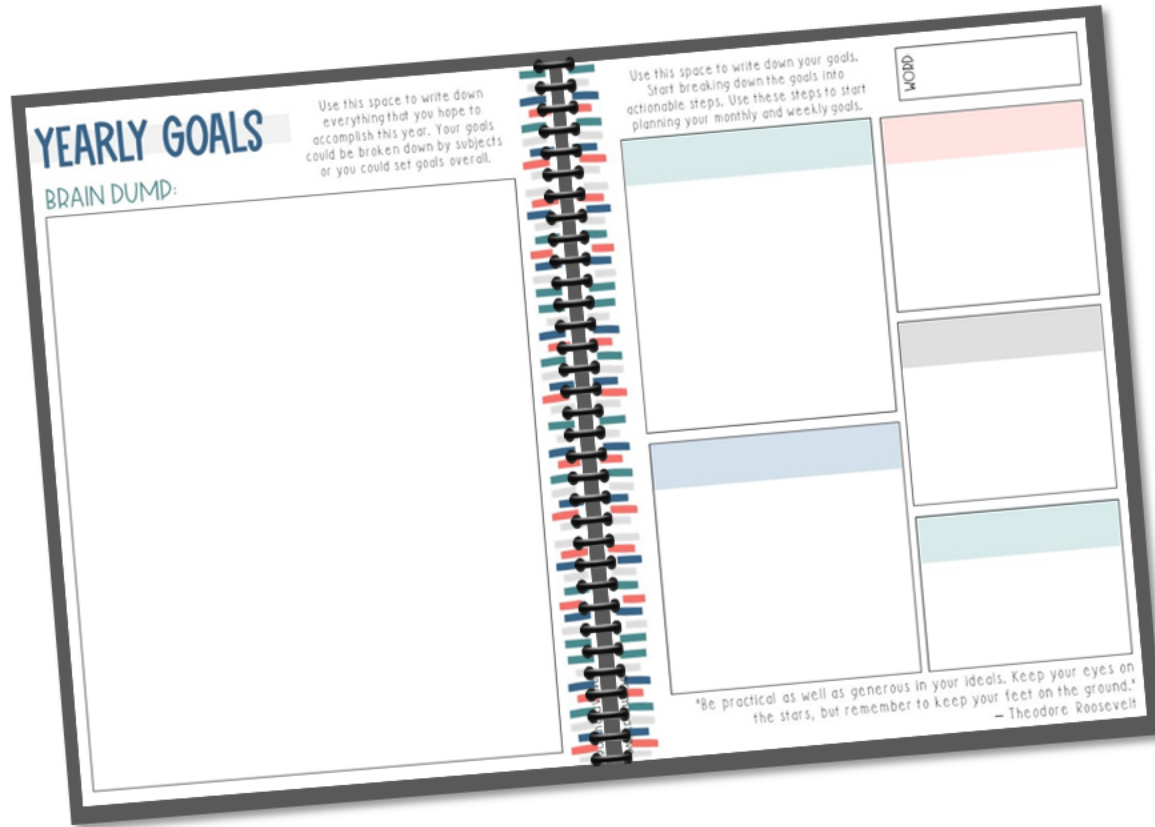 YEARLY GOALS
Use this space to write down
everything that you hope to
accomplish this year. Your goals
could be broken down by subjects
or you could set goals overall.
BRAIN DUMP:
Use this space to write down your goals.
Start breaking down the goals into
actionable steps. Use these steps to start
planning your monthly and weekly goals.
WORD
"Be practical as well as generous in your ideals. Keep your eyes on
the stars, but remember to keep your feet on the ground."
— Theodore Roosevelt